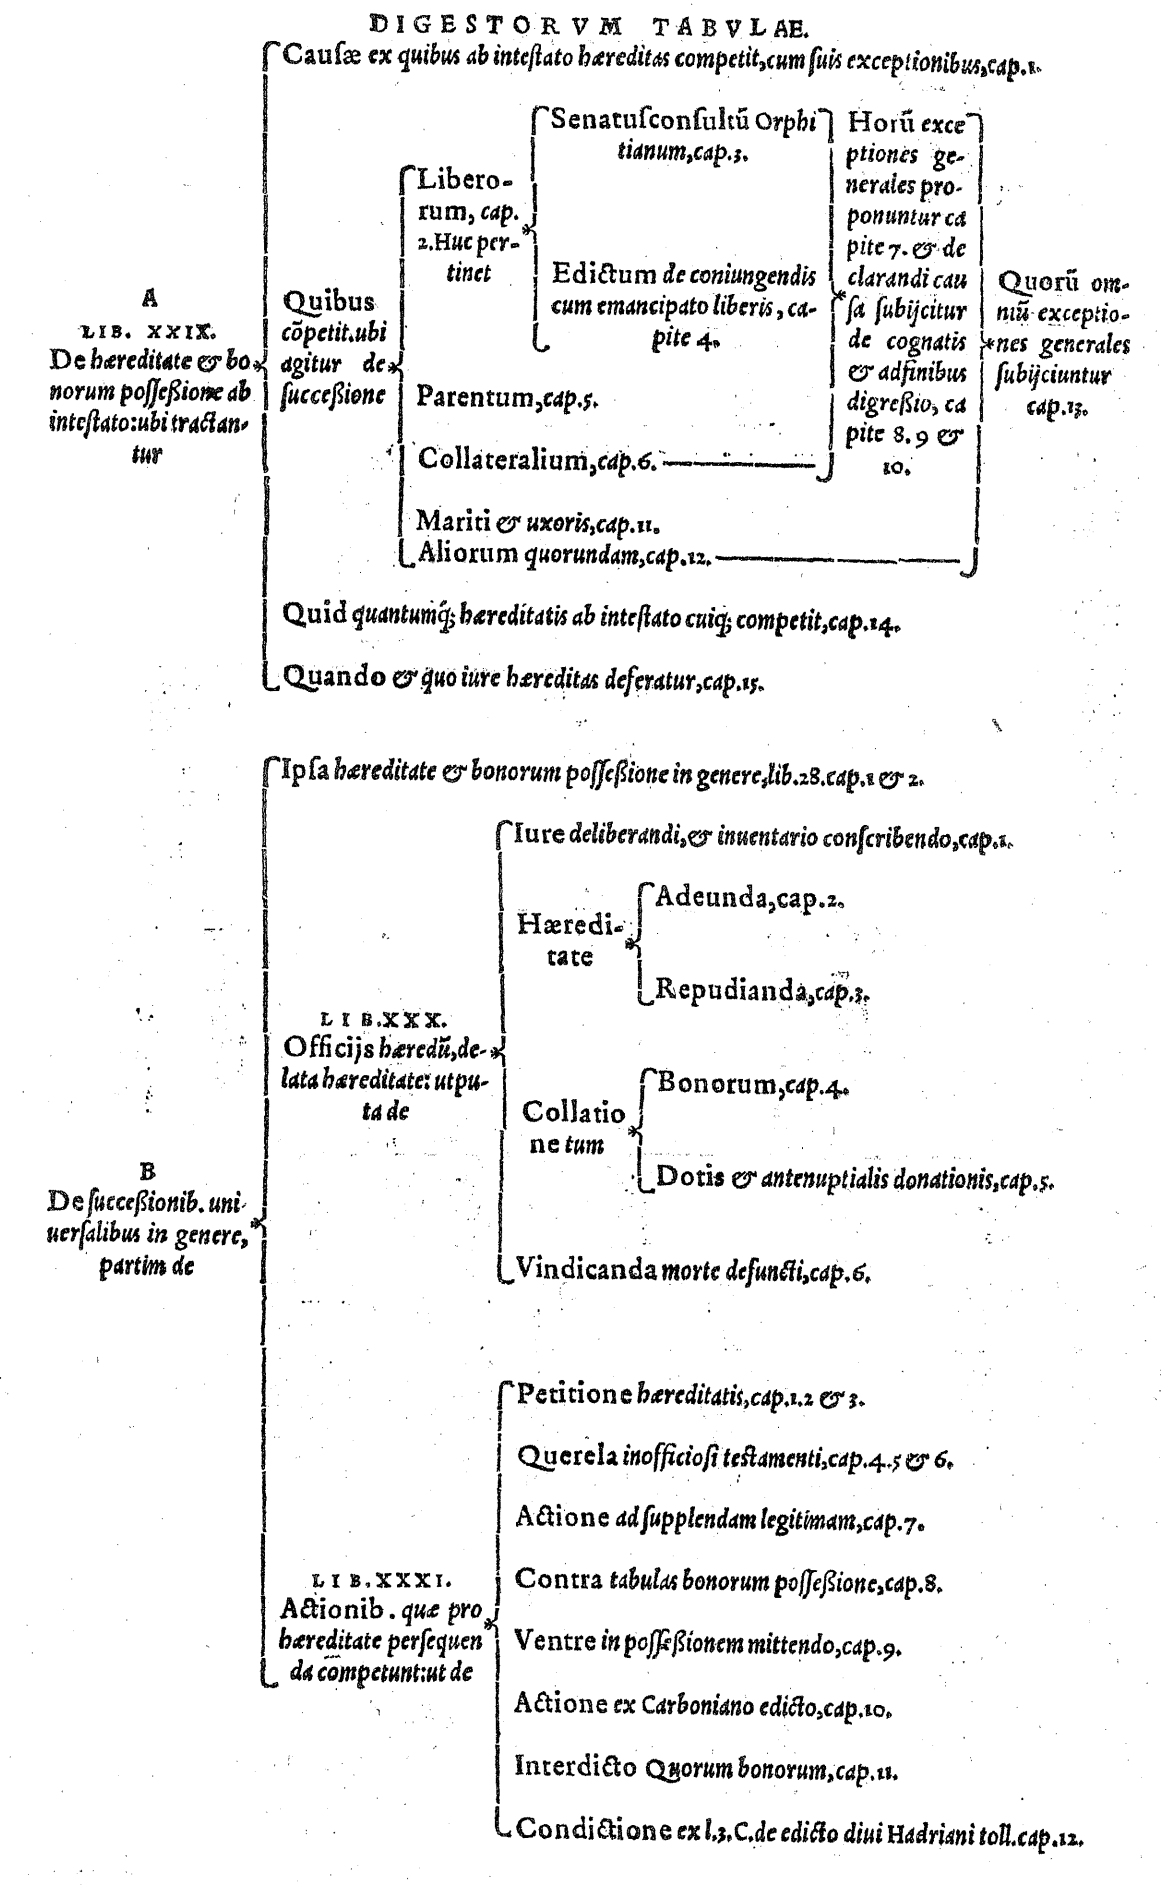 DIGESTORVM TABVLAE.
Cauſæ ex quibus ab inteſtato hæreditas competit,cum ſuis exceptionibus,cap.1.
A
LIB. XXIX.
De hæreditate & bo
norum poſſeßione ab
inteſtato:ubi tractan-
tur
Quibus
cõpetit.ubi
agitur de
ſucceßione
Libero-
rum, cap.
2.Huc per-
tinet
Senatuſconſultũ Orphi
tianum,cap.3.
Edictum de coniungendis
cum emancipato liberis, ca-
pite 4.
Parentum,cap.5.
Collateralium,cap.6.
Horũ exce
ptiones ge-
nerales pro-
ponuntur ca
pite 7. & de
clarandi cau
ſa ſubijcitur
de cognatis
& adfinibus
digreßio, ca
pite 8. 9 &
10.
Mariti & uxoris,cap.11.
Aliorum quorundam,cap.12.
Quorũ om-
niũ exceptio-
nes generales
ſubijciuntur
cap.13.
Quid quantumq́; hæreditatis ab inteſtato cuiq; competit,cap.14.
Quando & quo iure hæreditas deferatur,cap.15.
B
De ſucceßionib. uni-
uerſalibus in genere,
partim de
Ipſa hæreditate & bonorum poſſeßione in genere,lib.28.cap.1 & 2.
LIB.XXX.
Officijs hæredũ,de-
lata hæreditate: utpu-
ta de
Iure deliberandi,& inuentario conſcribendo,cap.1.
Hæredi-
tate
Adeunda,cap.2.
Repudianda,cap.3.
Collatio
ne tum
Bonorum,cap.4.
Dotis & antenuptialis donationis,cap.5.
Vindicanda morte defuncti,cap.6.
LIB.XXXI.
Actionib. quæ pro
hæreditate perſequen
da competunt:ut de
Petitione hæreditatis,cap.1.2 & 3.
Querela inofficioſi teſtamenti,cap.4.5 & 6.
Actione ad ſupplendam legitimam,cap.7.
Contra tabulas bonorum poſſeßione,cap.8.
Ventre in poſſeßionem mittendo,cap.9.
Actione ex Carboniano edicto,cap.10.
Interdicto Quorum bonorum,cap.11.
Condictione ex l.3.C.de edicto diui Hadriani toll.cap.12.